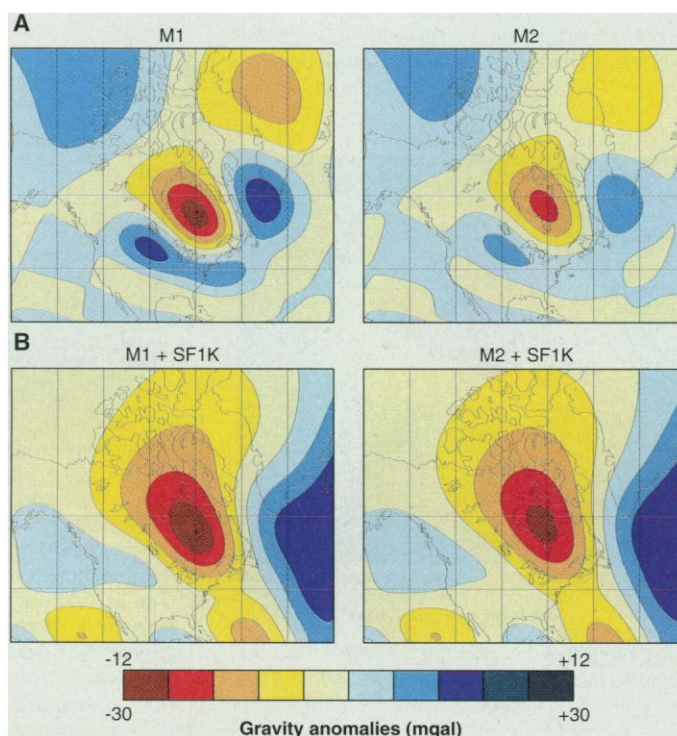 A
M1
M2
B
M1 + SF1K
M2 + SF1K
-12
+12
-30
+30
Gravity anomalies (mgal)